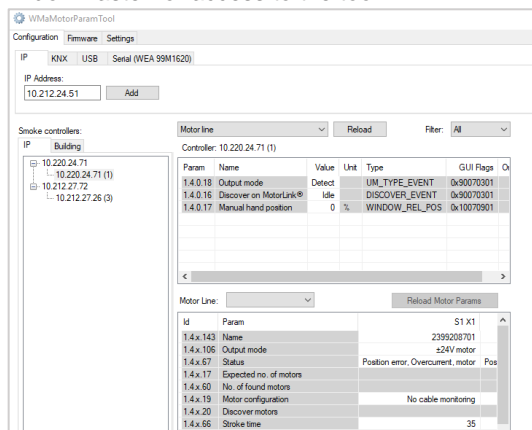 WMaMotorParamTool
Configuration Firmware Settings
IP KNX USB Serial (WEA 99M1620)
IP Address:
10.212.24.51 Add
Smoke controllers:
IP Building
10.220.24.71
10.220.24.71 (1)
10.212.27.72
10.212.27.26 (3)
Motor line Reload Filter: All
Controller: 10.220.24.71 (1)
Param Name Value Unit Type GUI Flags
1.4.0.18 Output mode Detect UM_TYPE_EVENT 0x90070301
1.4.0.16 Discover on MotorLink® Idle DISCOVER_EVENT 0x90070301
1.4.0.17 Manual hand position 0 % WINDOW_REL_POS 0x10070901
Motor Line: Reload Motor Params
Id Param S1 X1
1.4.x.143 Name 2399208701
1.4.x.106 Output mode ±24V motor
1.4.x.67 Status Position error, Overcurrent, motor Pos
1.4.x.17 Expected no. of motors
1.4.x.60 No. of found motors
1.4.x.19 Motor configuration No cable monitoring
1.4.x.20 Discover motors
1.4.x.66 Stroke time 35